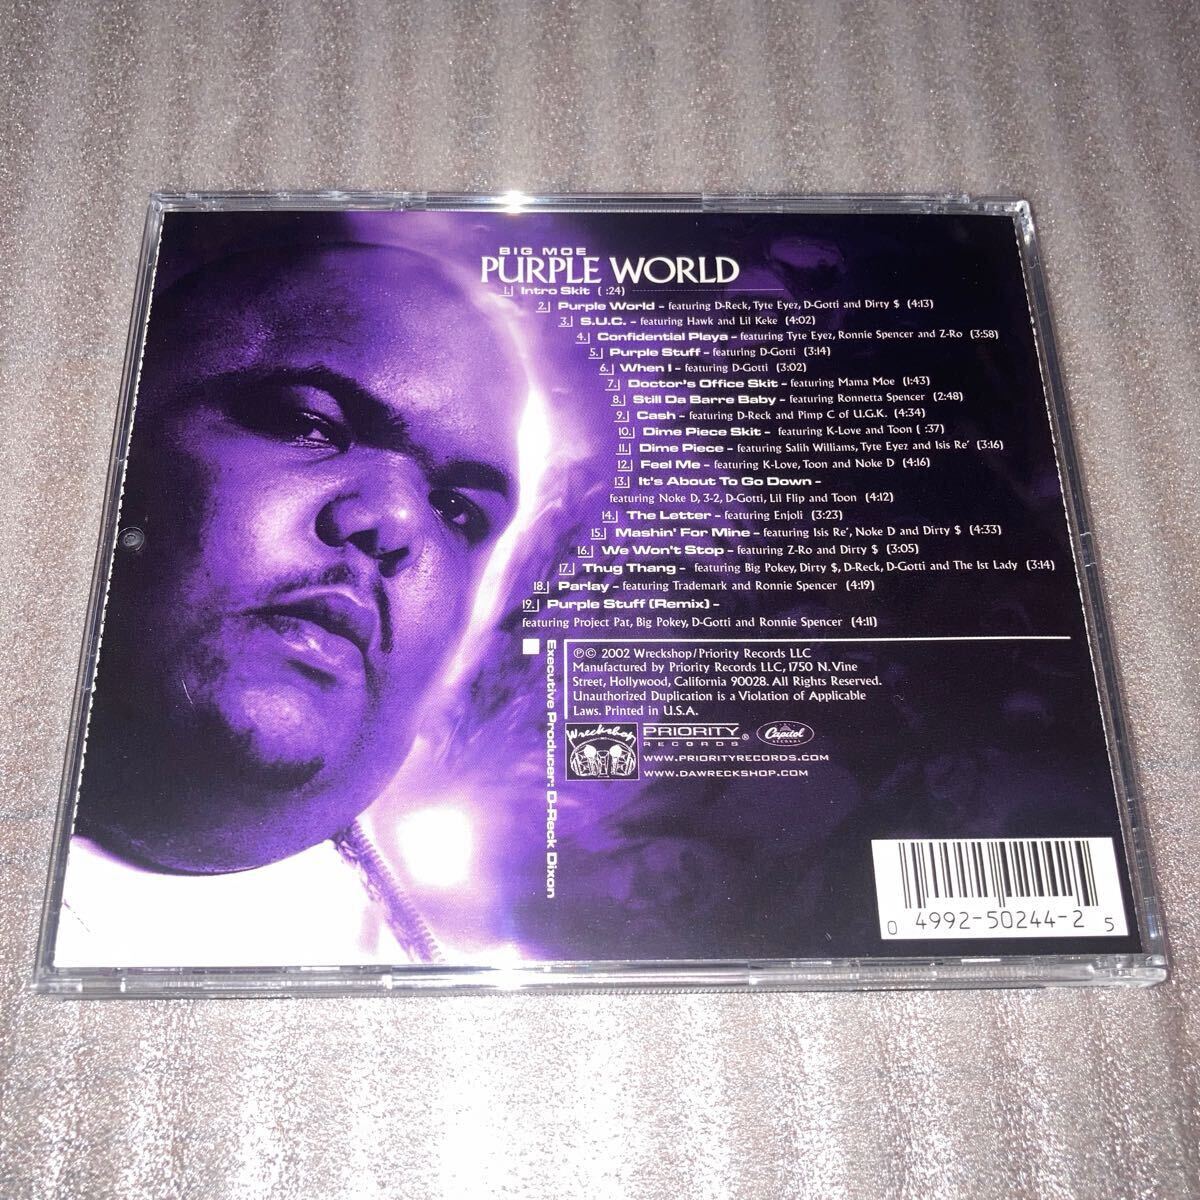 BIG MOE
PURPLE WORLD
1. Intro Skit ( :24)
2. Purple World - featuring D-Reck, Tyte Eyez, D-Gotti and Dirty $ (4:13)
3. S.U.C. - featuring Hawk and Lil Keke (4:02)
4. Confidential Playa - featuring Tyte Eyez, Ronnie Spencer and Z-Ro (3:58)
5. Purple Stuff - featuring D-Gotti (3:14)
6. When I - featuring D-Gotti (3:02)
7. Doctor's Office Skit - featuring Mama Moe (1:43)
8. Still Da Barre Baby - featuring Ronnetta Spencer (2:48)
9. Cash - featuring D-Reck and Pimp C of U.G.K. (4:34)
10. Dime Piece Skit - featuring K-Love and Toon ( :37)
11. Dime Piece - featuring Salih Williams, Tyte Eyez and Isis Re' (3:16)
12. Feel Me - featuring K-Love, Toon and Noke D (4:16)
13. It's About To Go Down -
featuring Noke D, 3-2, D-Gotti, Lil Flip and Toon (4:12)
14. The Letter - featuring Enjoli (3:23)
15. Mashin' For Mine - featuring Isis Re', Noke D and Dirty $ (4:33)
16. We Won't Stop - featuring Z-Ro and Dirty $ (3:05)
17. Thug Thang - featuring Big Pokey, Dirty $, D-Reck, D-Gotti and The 1st Lady (3:14)
18. Parlay - featuring Trademark and Ronnie Spencer (4:19)
19. Purple Stuff (Remix) -
featuring Project Pat, Big Pokey, D-Gotti and Ronnie Spencer (4:11)
Executive Producer: D-Reck Dixon
℗© 2002 Wreckshop/Priority Records LLC
Manufactured by Priority Records LLC, 1750 N. Vine
Street, Hollywood, California 90028. All Rights Reserved.
Unauthorized Duplication is a Violation of Applicable
Laws. Printed in U.S.A.
Wreckshop
PRIORITY
RECORDS ®
Capitol
RECORDS
WWW.PRIORITYRECORDS.COM
WWW.DAWRECKSHOP.COM
0 4992-50244-2 5